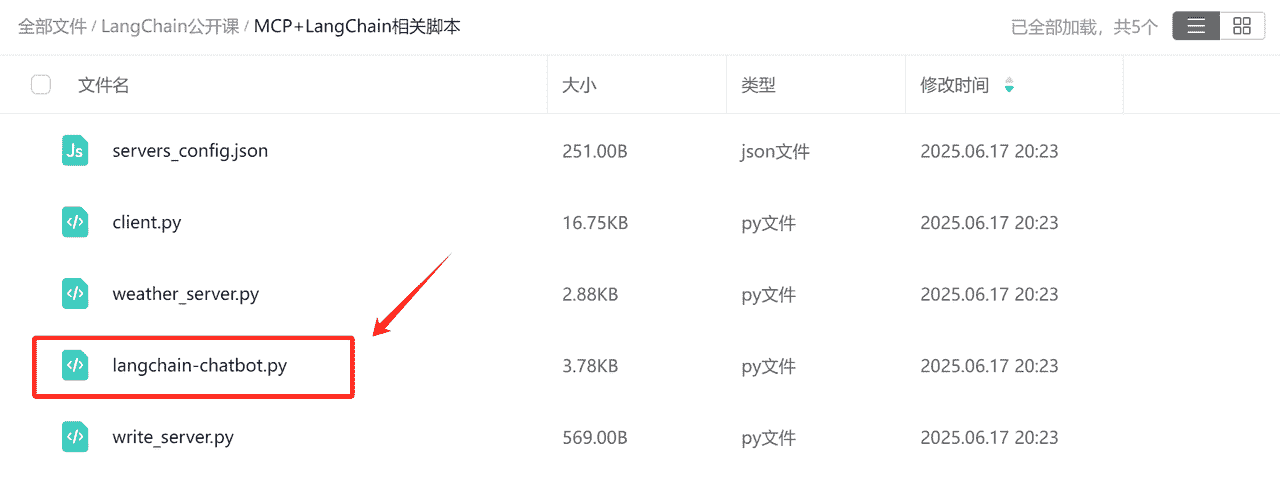 全部文件 / LangChain公开课 / MCP+LangChain相关脚本 已全部加载，共5个
文件名 大小 类型 修改时间
Js servers_config.json 251.00B json文件 2025.06.17 20:23
</> client.py 16.75KB py文件 2025.06.17 20:23
</> weather_server.py 2.88KB py文件 2025.06.17 20:23
</> langchain-chatbot.py 3.78KB py文件 2025.06.17 20:23
</> write_server.py 569.00B py文件 2025.06.17 20:23